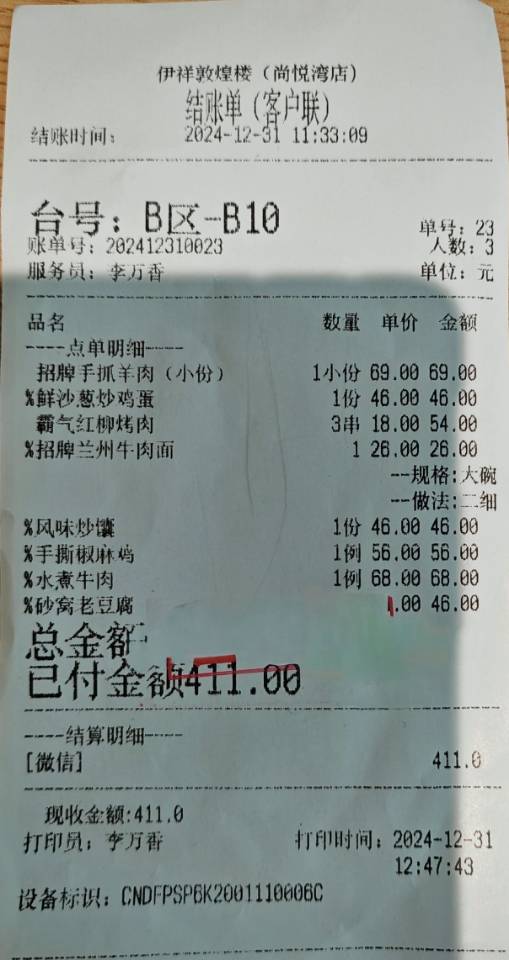 伊祥敦煌楼（尚悦湾店）
结账单（客户联）
结账时间： 2024-12-31 11:33:09
台号：B区-B10
单号：23
账单号：202412310023 人数：3
服务员：李万香 单位：元
品名 数量 单价 金额
----点单明细----
招牌手抓羊肉（小份） 1小份 69.00 69.00
%鲜沙葱炒鸡蛋 1份 46.00 46.00
霸气红柳烤肉 3串 18.00 54.00
%招牌兰州牛肉面 1 26.00 26.00
--规格:大碗
--做法:二细
%风味炒馕 1份 46.00 46.00
%手撕椒麻鸡 1例 56.00 56.00
%水煮牛肉 1例 68.00 68.00
%砂窝老豆腐 .00 46.00
总金额
已付金额411.00
----结算明细----
[微信] 411.0
现收金额:411.0
打印员：李万香 打印时间：2024-12-31
12:47:43
设备标识：CNDFPSP6K2001110006C